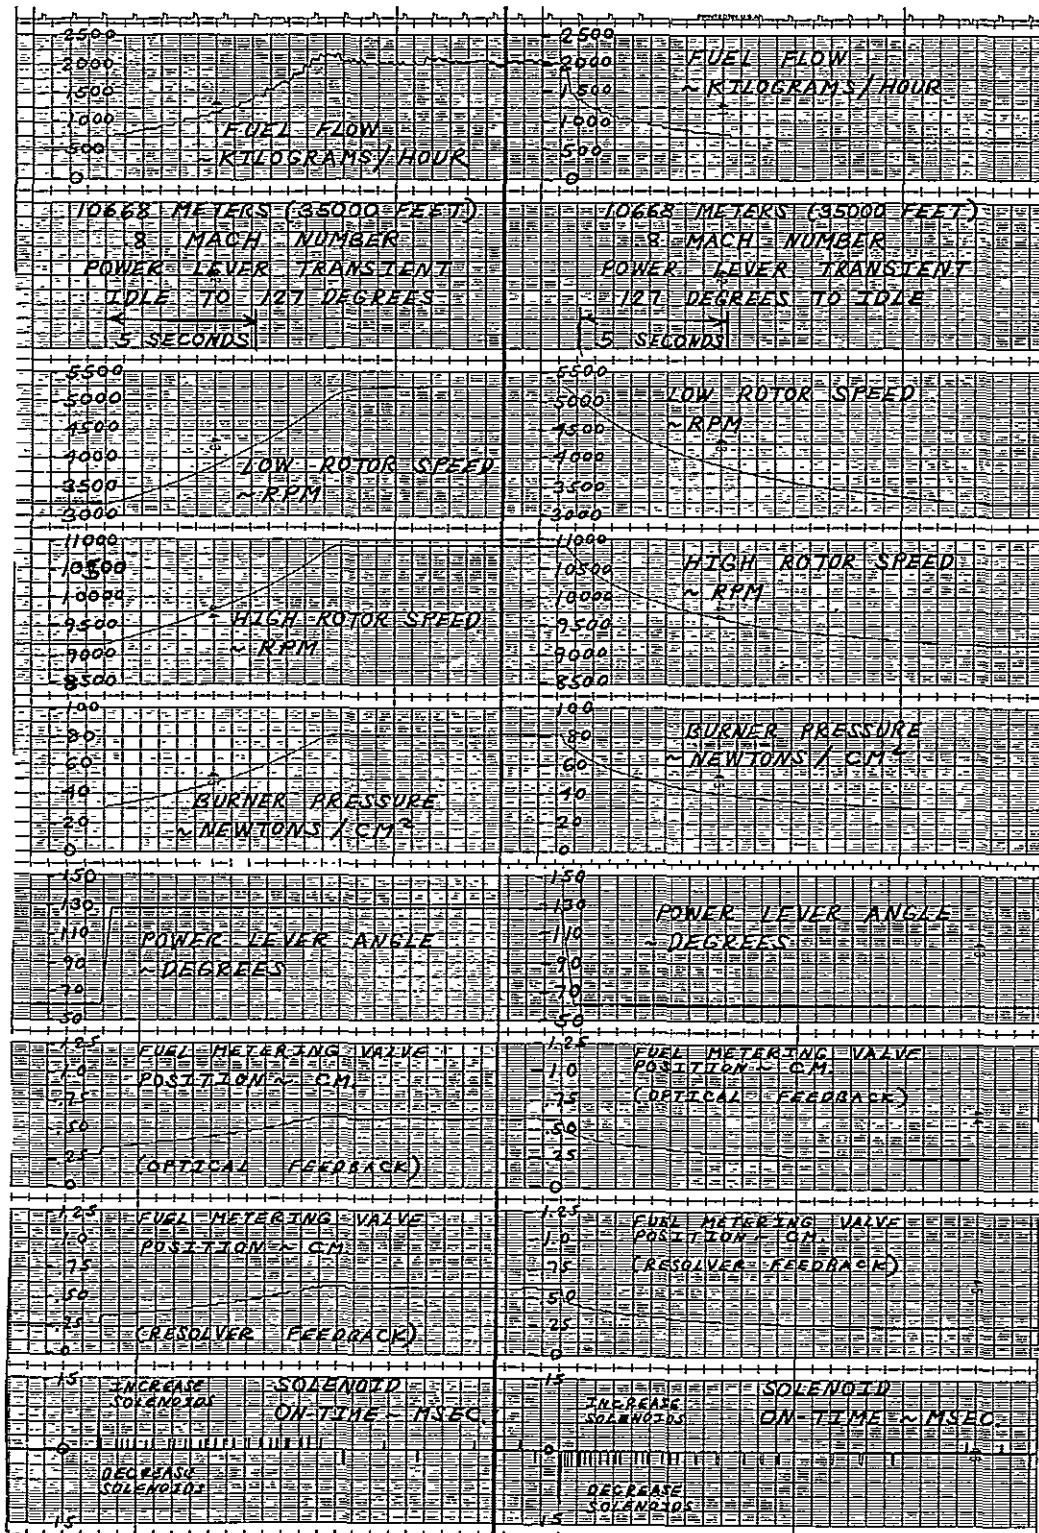 2500
2000
1500
1000
500
0
FUEL FLOW
~ KILOGRAMS/HOUR
10668 METERS (35000 FEET)
.8 MACH NUMBER
POWER LEVER TRANSIENT
IDLE TO 127 DEGREES
5 SECONDS
5500
5000
4500
4000
3500
3000
LOW ROTOR SPEED
~ RPM
11000
10500
10000
9500
9000
8500
HIGH ROTOR SPEED
~ RPM
100
80
60
40
20
0
BURNER PRESSURE
~ NEWTONS / CM²
150
130
110
90
70
50
POWER LEVER ANGLE
~ DEGREES
1.25
1.0
.75
.50
.25
0
FUEL METERING VALVE
POSITION ~ CM.
(OPTICAL FEEDBACK)
1.25
1.0
.75
.50
.25
0
FUEL METERING VALVE
POSITION ~ CM
(RESOLVER FEEDBACK)
15
0
15
INCREASE
SOLENOIDS
SOLENOID
ON-TIME ~ MSEC.
DECREASE
SOLENOIDS
2500
2000
1500
1000
500
0
FUEL FLOW
~ KILOGRAMS/HOUR
10668 METERS (35000 FEET)
.8 MACH NUMBER
POWER LEVER TRANSIENT
127 DEGREES TO IDLE
5 SECONDS
5500
5000
4500
4000
3500
3000
LOW ROTOR SPEED
~ RPM
11000
10500
10000
9500
9000
8500
HIGH ROTOR SPEED
~ RPM
100
80
60
40
20
0
BURNER PRESSURE
~ NEWTONS / CM²
150
130
110
90
70
50
POWER LEVER ANGLE
~ DEGREES
1.25
1.0
.75
.50
.25
0
FUEL METERING VALVE
POSITION ~ CM.
(OPTICAL FEEDBACK)
1.25
1.0
.75
.50
.25
0
FUEL METERING VALVE
POSITION ~ CM.
(RESOLVER FEEDBACK)
15
0
15
INCREASE
SOLENOIDS
SOLENOID
ON-TIME ~ MSEC.
DECREASE
SOLENOIDS